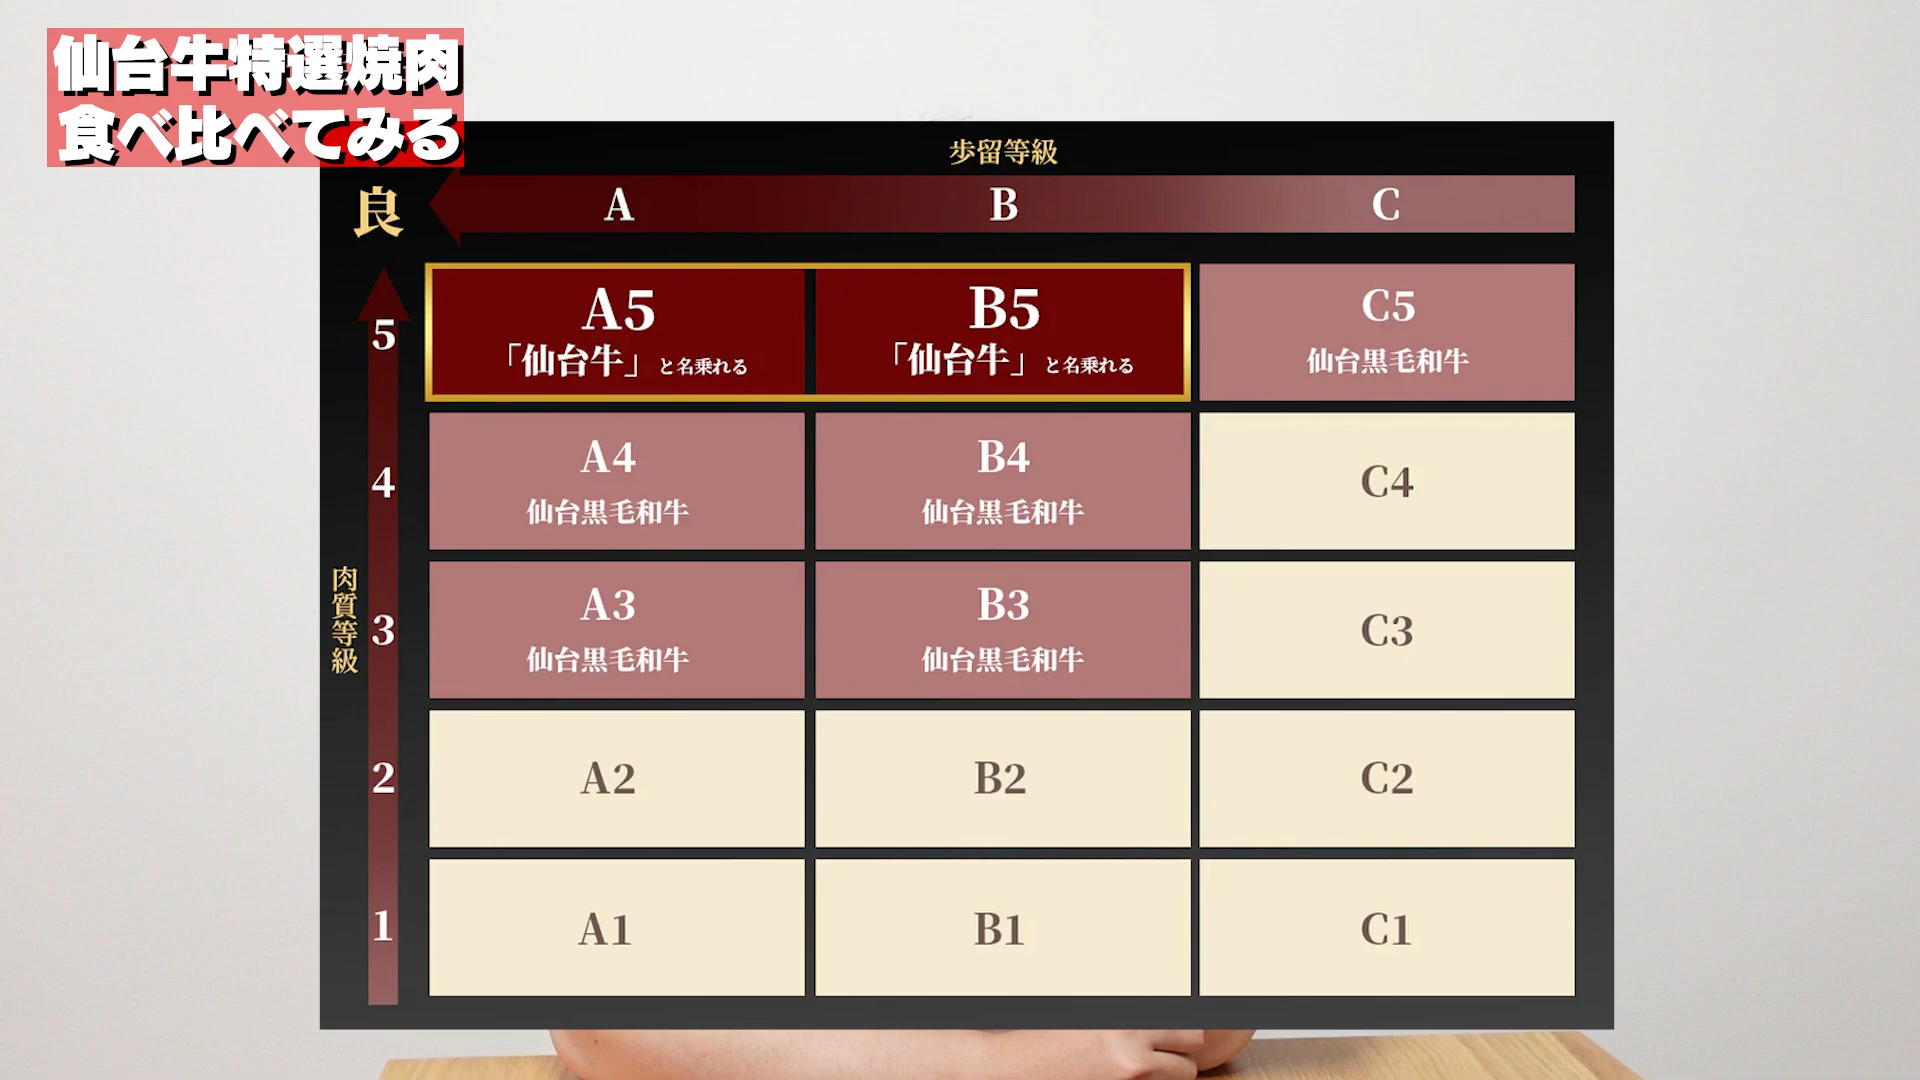 仙台牛特選焼肉
食べ比べてみる
歩留等級
良
A
B
C
肉質等級
5
A5
「仙台牛」と名乗れる
B5
「仙台牛」と名乗れる
C5
仙台黒毛和牛
4
A4
仙台黒毛和牛
B4
仙台黒毛和牛
C4
3
A3
仙台黒毛和牛
B3
仙台黒毛和牛
C3
2
A2
B2
C2
1
A1
B1
C1